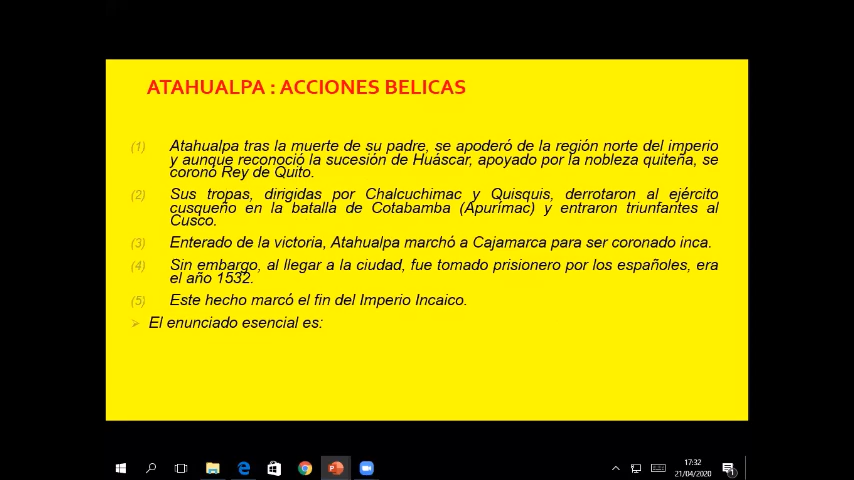 ATAHUALPA : ACCIONES BELICAS
(1) Atahualpa tras la muerte de su padre, se apoderó de la región norte del imperio
y aunque reconoció la sucesión de Huáscar, apoyado por la nobleza quiteña, se
coronó Rey de Quito.
(2) Sus tropas, dirigidas por Chalcuchimac y Quisquis, derrotaron al ejército
cusqueño en la batalla de Cotabamba (Apurímac) y entraron triunfantes al
Cusco.
(3) Enterado de la victoria, Atahualpa marchó a Cajamarca para ser coronado inca.
(4) Sin embargo, al llegar a la ciudad, fue tomado prisionero por los españoles, era
el año 1532.
(5) Este hecho marcó el fin del Imperio Incaico.
➢ El enunciado esencial es:
17:32
21/04/2020